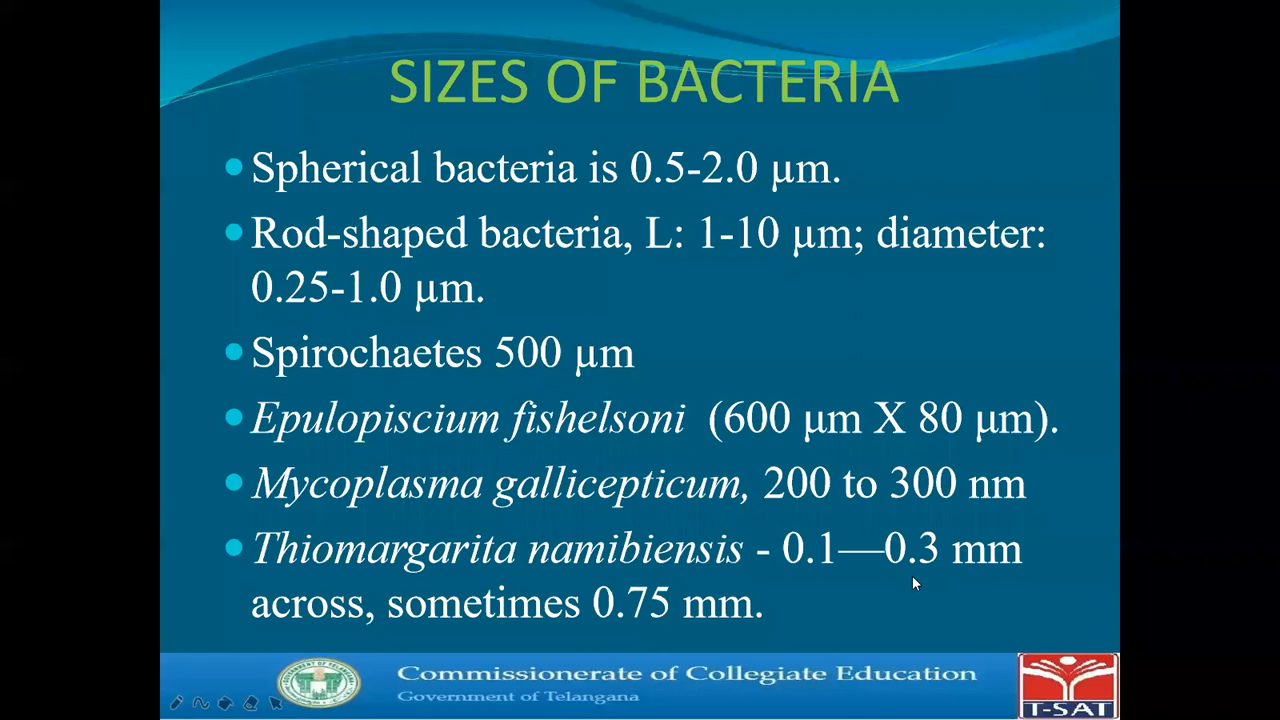 SIZES OF BACTERIA
Spherical bacteria is 0.5-2.0 µm.
Rod-shaped bacteria, L: 1-10 µm; diameter:
0.25-1.0 µm.
Spirochaetes 500 µm
Epulopiscium fishelsoni (600 μm X 80 μm).
Mycoplasma gallicepticum, 200 to 300 nm
Thiomargarita namibiensis - 0.1—0.3 mm
across, sometimes 0.75 mm.
Commissionerate of Collegiate Education
Government of Telangana
T-SAT